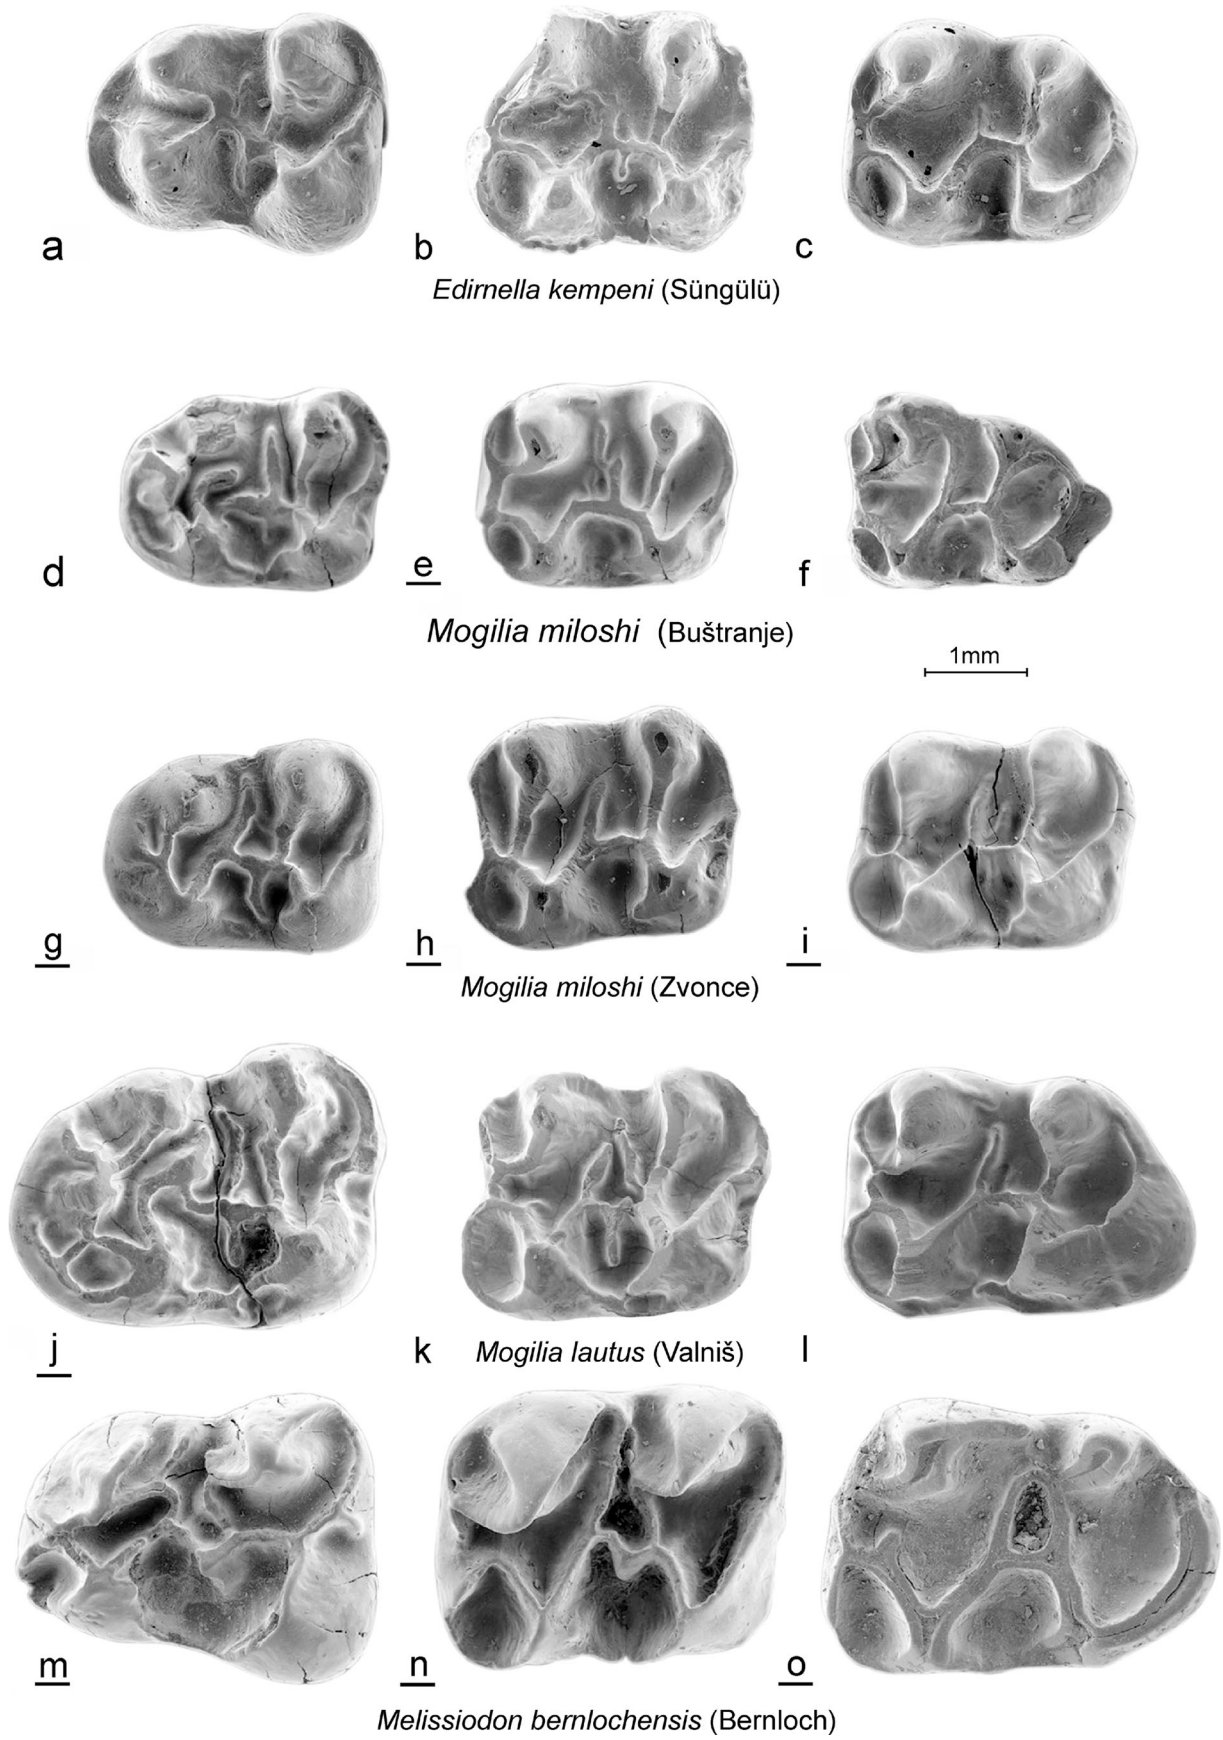 a b c
Edirnella kempeni (Süngülü)
d e f
Mogilia miloshi (Buštranje)
1mm
g h i
Mogilia miloshi (Zvonce)
j k l
Mogilia lautus (Valniš)
m n o
Melissiodon bernlochensis (Bernloch)